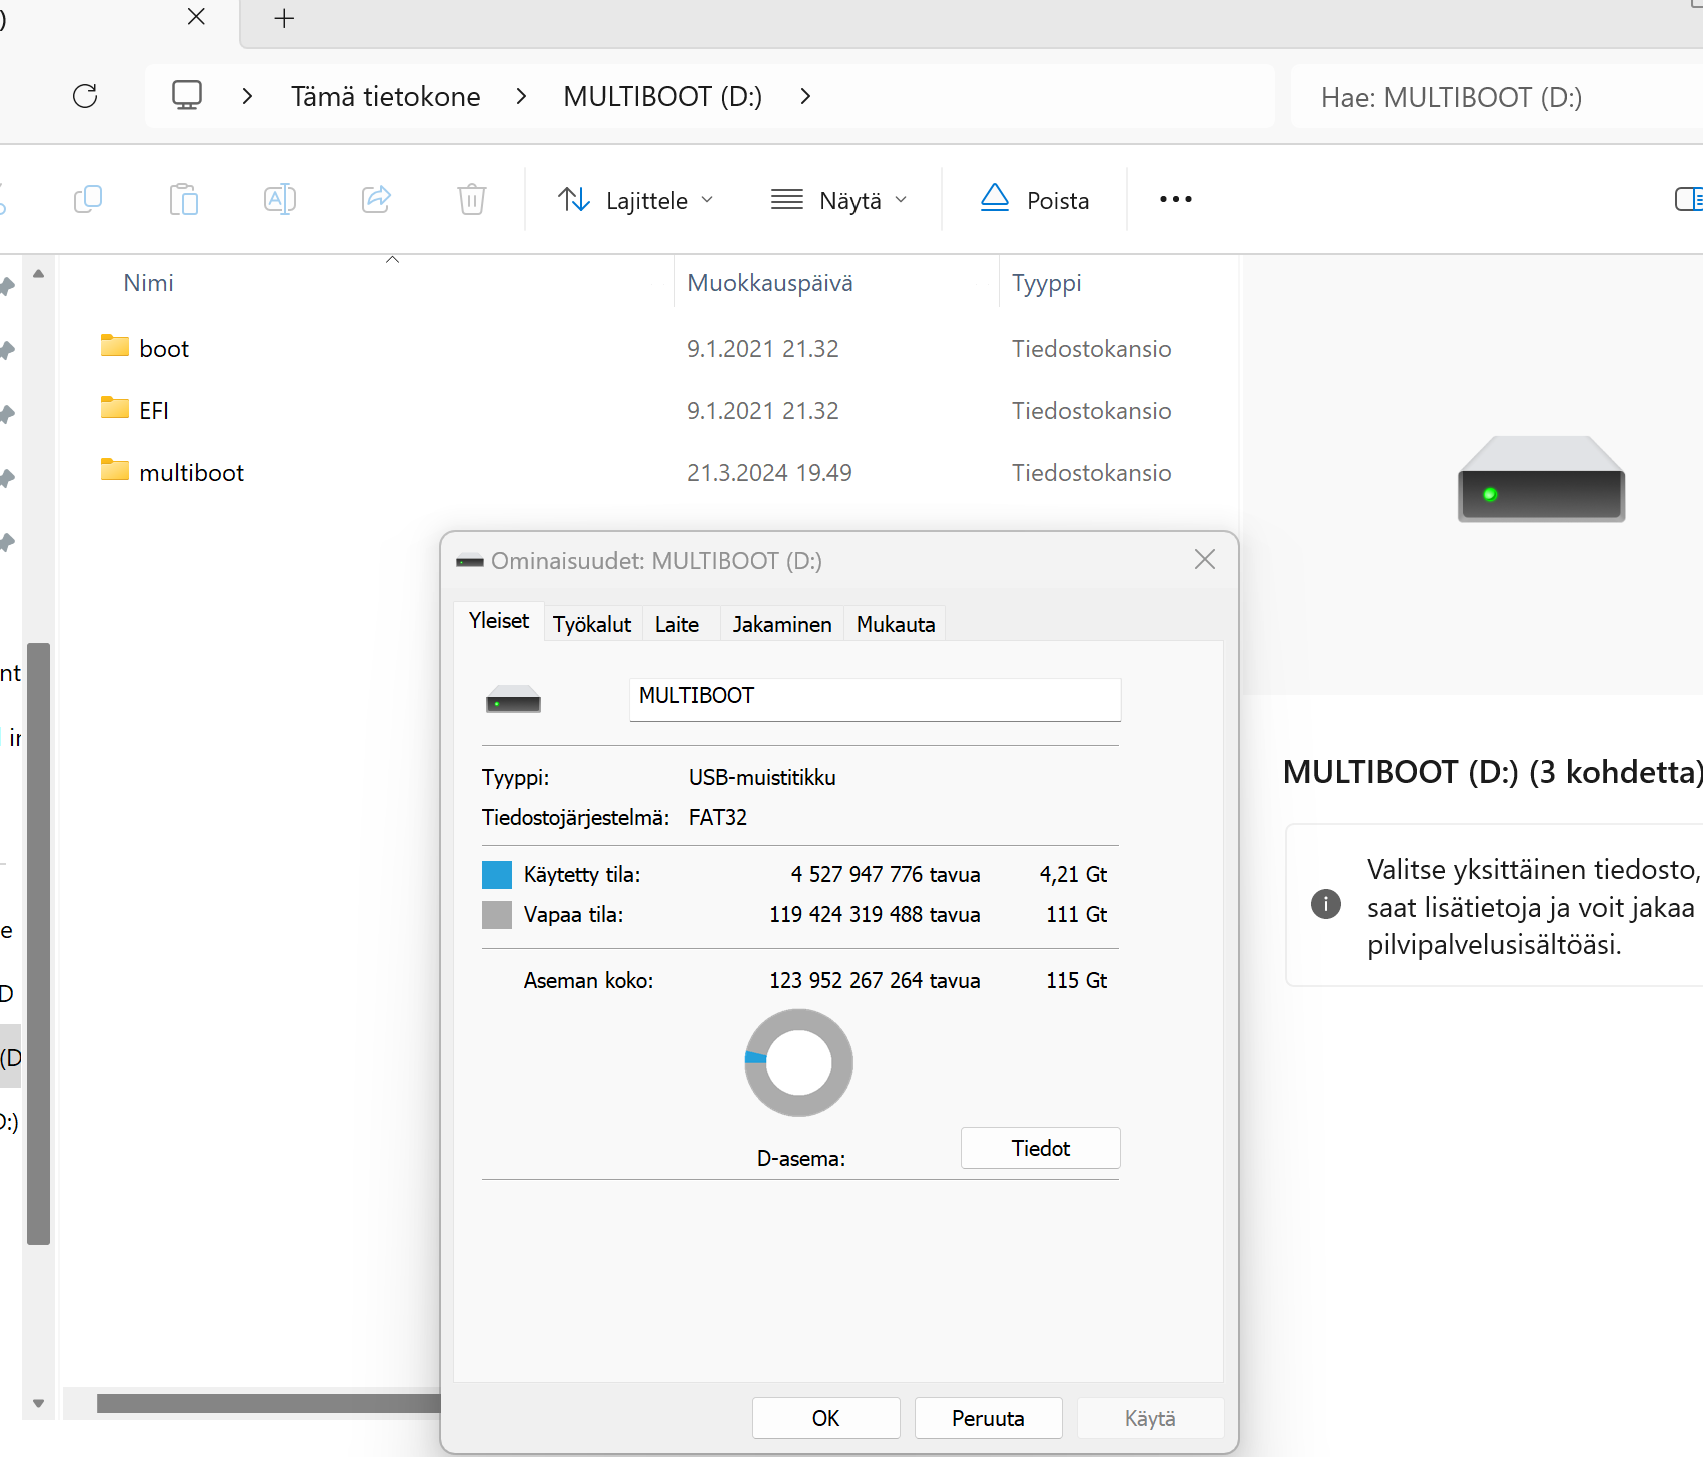 )
Tämä tietokone
MULTIBOOT (D:)
Hae: MULTIBOOT (D:)
Lajittele
Näytä
Poista
Nimi
Muokkauspäivä
Tyyppi
boot
9.1.2021 21.32
Tiedostokansio
EFI
9.1.2021 21.32
Tiedostokansio
multiboot
21.3.2024 19.49
Tiedostokansio
Ominaisuudet: MULTIBOOT (D:)
Yleiset
Työkalut
Laite
Jakaminen
Mukauta
MULTIBOOT
Tyyppi:
USB-muistitikku
Tiedostojärjestelmä:
FAT32
Käytetty tila:
4 527 947 776 tavua
4,21 Gt
Vapaa tila:
119 424 319 488 tavua
111 Gt
Aseman koko:
123 952 267 264 tavua
115 Gt
D-asema:
Tiedot
OK
Peruuta
Käytä
nt
in
e
D
(D
D:)
MULTIBOOT (D:) (3 kohdetta)
Valitse yksittäinen tiedosto,
saat lisätietoja ja voit jakaa
pilvipalvelusisältöäsi.